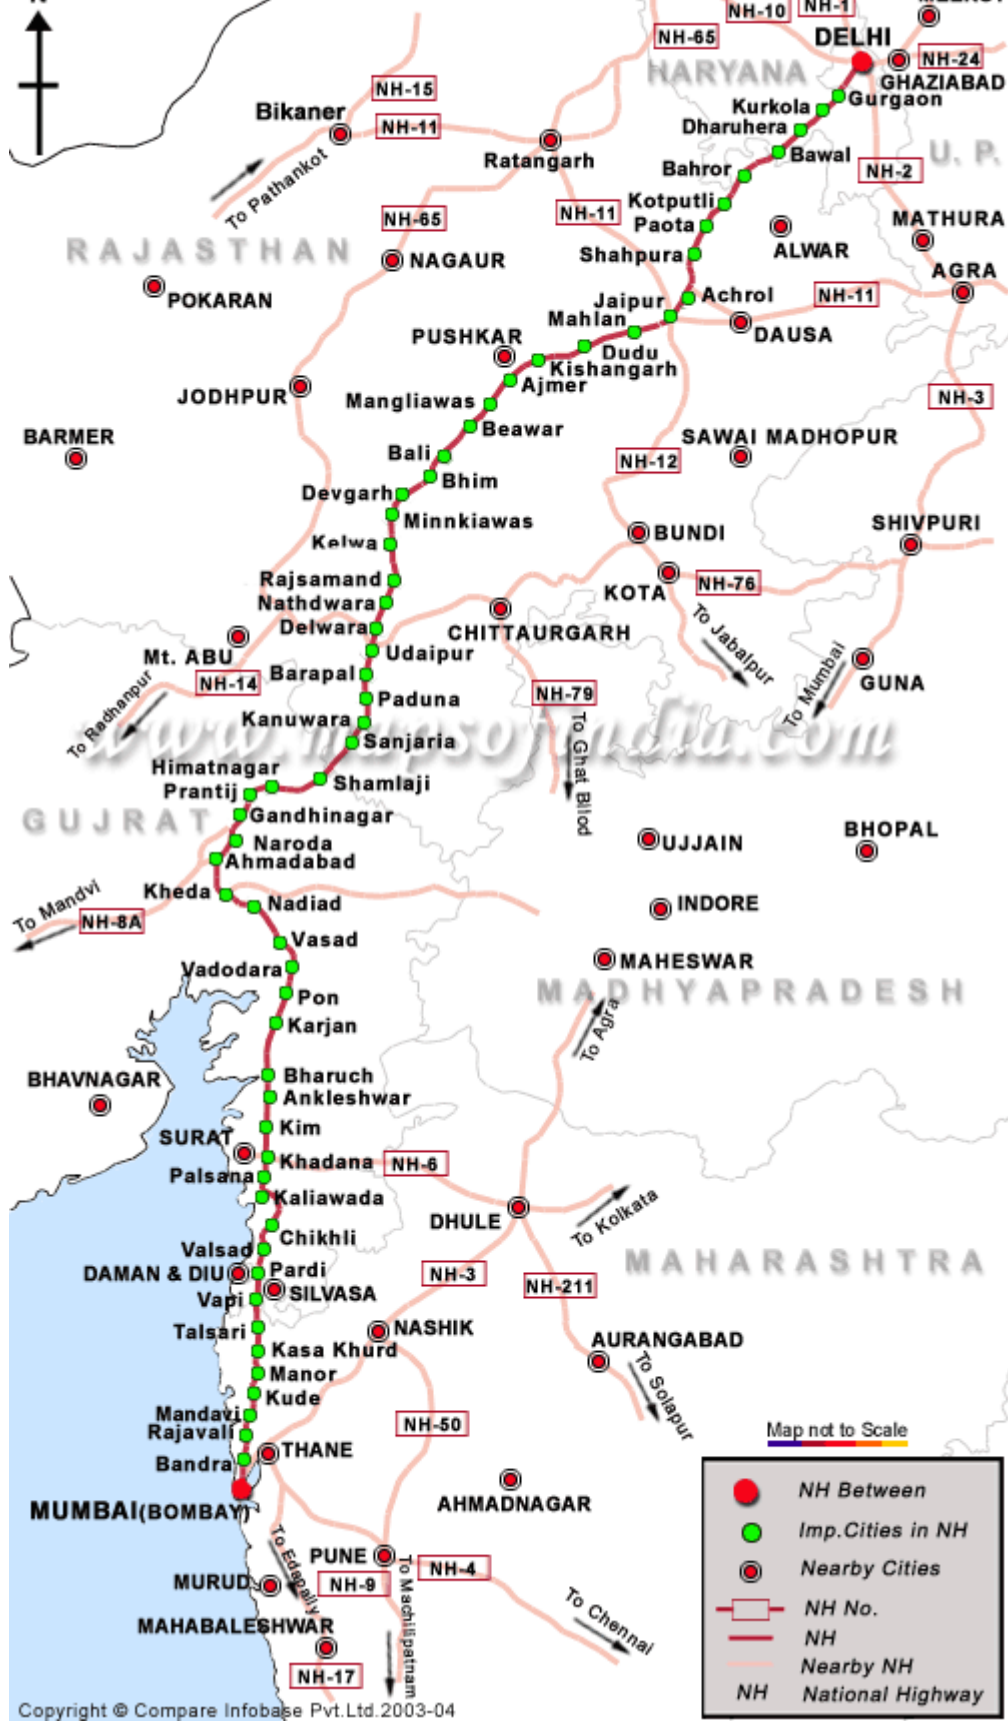 N
NH-10
NH-1
NH-65
DELHI
HARYANA
NH-24
GHAZIABAD
NH-15
Kurkola
Gurgaon
Bikaner
NH-11
Dharuhera
Ratangarh
Bawal
U. P.
To Pathankot
Bahror
NH-2
NH-65
NH-11
Kotputli
Paota
MATHURA
RAJASTHAN
NAGAUR
Shahpura
ALWAR
AGRA
POKARAN
Jaipur
Achrol
NH-11
Mahlan
DAUSA
PUSHKAR
Dudu
Kishangarh
JODHPUR
Ajmer
NH-3
Mangliawas
BARMER
Beawar
SAWAI MADHOPUR
Bali
NH-12
Bhim
Devgarh
Minnkiawas
SHIVPURI
BUNDI
Kelwa
Rajsamand
KOTA
NH-76
Nathdwara
Delwara
CHITTAURGARH
To Jabalpur
Udaipur
Mt. ABU
To Mumbai
Barapal
NH-14
GUNA
To Radhanpur
Paduna
NH-79
Kanuwara
www.mapsofindia.com
Sanjaria
To Ghat Bllod
Himatnagar
Shamlaji
Prantij
GUJRAT
Gandhinagar
BHOPAL
Naroda
UJJAIN
Ahmadabad
Kheda
To Mandvi
Nadiad
INDORE
NH-8A
Vasad
Vadodara
MAHESWAR
MADHYAPRADESH
Pon
Karjan
To Agra
BHAVNAGAR
Bharuch
Ankleshwar
Kim
SURAT
Khadana
NH-6
Palsana
Kaliawada
To Kolkata
DHULE
Chikhli
Valsad
MAHARASHTRA
DAMAN & DIU
Pardi
NH-3
NH-211
SILVASA
Vapi
Talsari
NASHIK
AURANGABAD
Kasa Khurd
Manor
To Solapur
Kude
Mandavi
NH-50
Rajavali
Map not to Scale
THANE
Bandra
MUMBAI(BOMBAY)
AHMADNAGAR
NH Between
Imp.Cities in NH
To Edapally
PUNE
NH-4
Nearby Cities
MURUD
NH-9
To Machilipatnam
To Chennai
NH No.
MAHABALESHWAR
NH
Nearby NH
NH-17
NH National Highway
Copyright © Compare Infobase Pvt.Ltd.2003-04